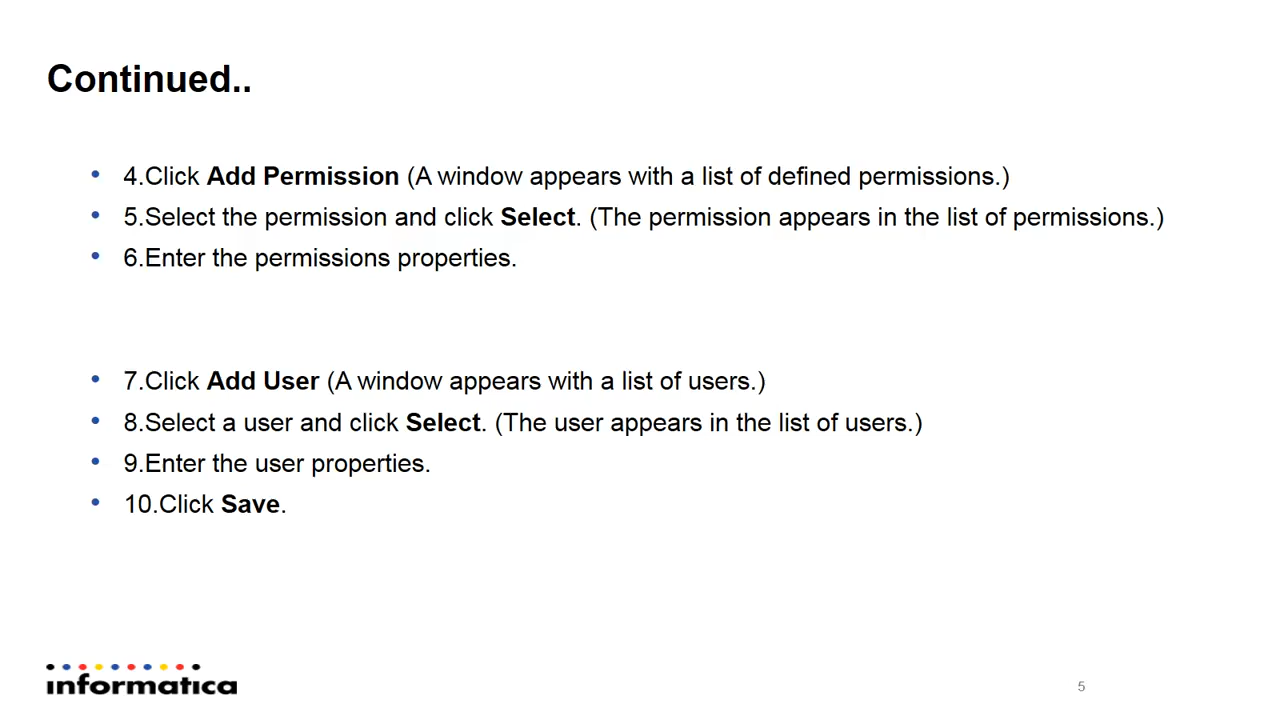 Continued..
• 4.Click Add Permission (A window appears with a list of defined permissions.)
• 5.Select the permission and click Select. (The permission appears in the list of permissions.)
• 6.Enter the permissions properties.
• 7.Click Add User (A window appears with a list of users.)
• 8.Select a user and click Select. (The user appears in the list of users.)
• 9.Enter the user properties.
• 10.Click Save.
informatica
5